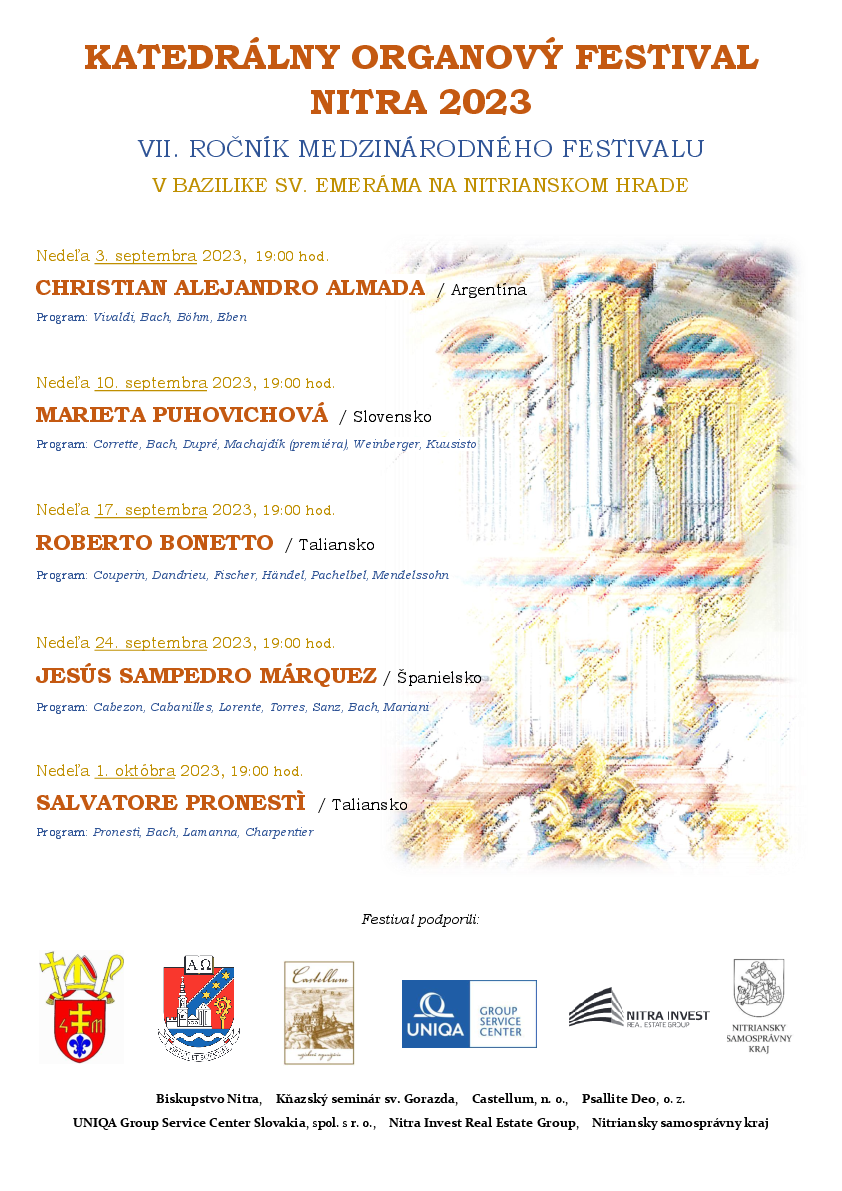 KATEDRÁLNY ORGANOVÝ FESTIVAL
NITRA 2023
VII. ROČNÍK MEDZINÁRODNÉHO FESTIVALU
V BAZILIKE SV. EMERÁMA NA NITRIANSKOM HRADE
Nedeľa 3. septembra 2023, 19:00 hod.
CHRISTIAN ALEJANDRO ALMADA / Argentína
Program: Vivaldi, Bach, Böhm, Eben
Nedeľa 10. septembra 2023, 19:00 hod.
MARIETA PUHOVICHOVÁ / Slovensko
Program: Corrette, Bach, Dupré, Machajdík (premiéra), Weinberger, Kuusisto
Nedeľa 17. septembra 2023, 19:00 hod.
ROBERTO BONETTO / Taliansko
Program: Couperin, Dandrieu, Fischer, Händel, Pachelbel, Mendelssohn
Nedeľa 24. septembra 2023, 19:00 hod.
JESÚS SAMPEDRO MÁRQUEZ / Španielsko
Program: Cabezon, Cabanilles, Lorente, Torres, Sanz, Bach, Mariani
Nedeľa 1. októbra 2023, 19:00 hod.
SALVATORE PRONESTÌ / Taliansko
Program: Pronestì, Bach, Lamanna, Charpentier
Festival podporili:
Α Ω
Castellum
NITRA
UNIQA
GROUP
SERVICE
CENTER
NITRA INVEST
REAL ESTATE GROUP
NITRIANSKY
SAMOSPRÁVNY
KRAJ
Biskupstvo Nitra, Kňazský seminár sv. Gorazda, Castellum, n. o., Psallite Deo, o. z.
UNIQA Group Service Center Slovakia, spol. s r. o., Nitra Invest Real Estate Group, Nitriansky samosprávny kraj